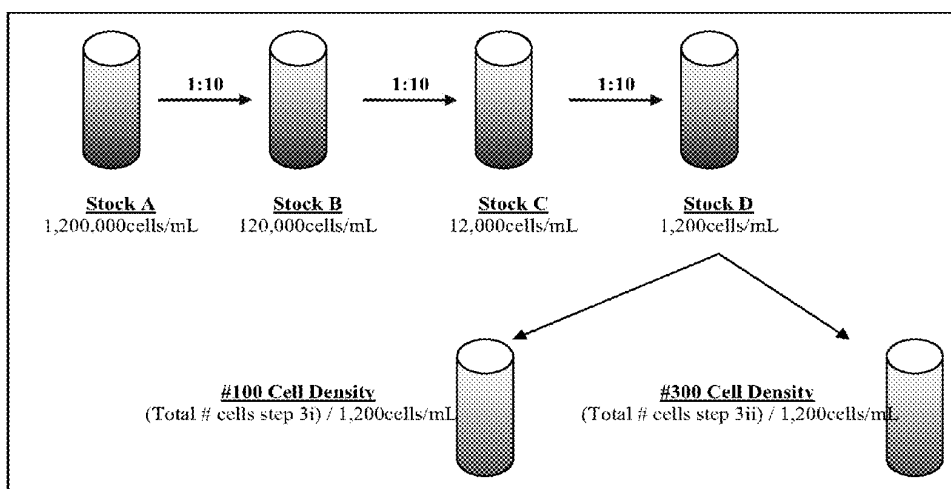 1:10 1:10 1:10
Stock A Stock B Stock C Stock D
1,200,000cells/mL 120,000cells/mL 12,000cells/mL 1,200cells/mL
#100 Cell Density #300 Cell Density
(Total # cells step 3i) / 1,200cells/mL (Total # cells step 3ii) / 1,200cells/mL